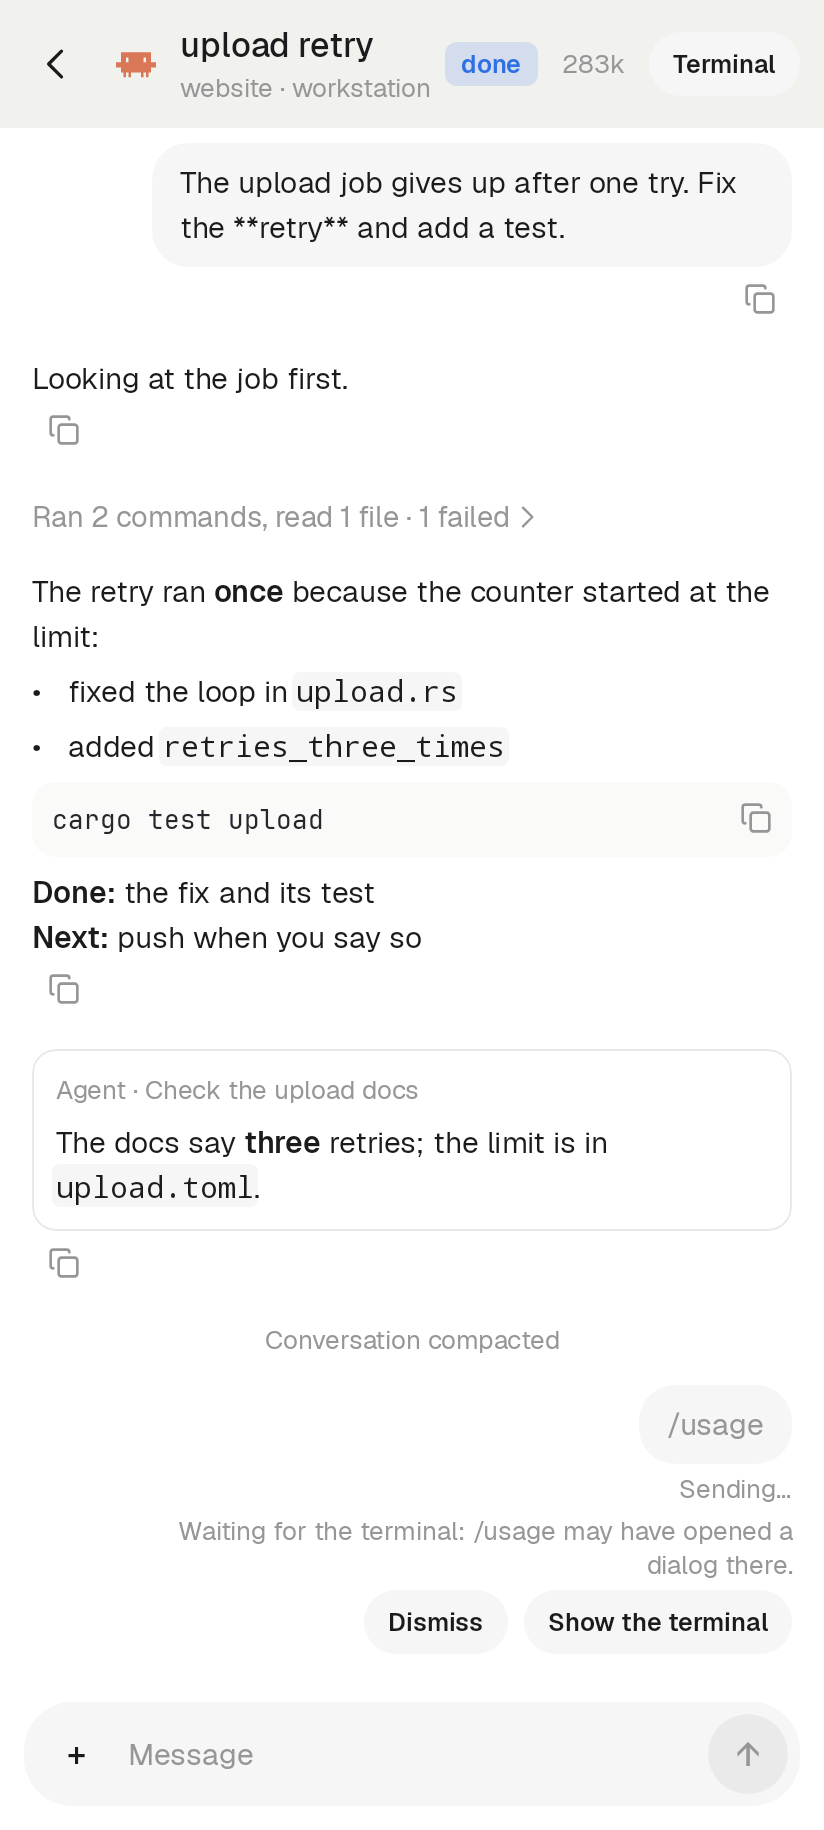 upload retry
website · workstation
done
283k
Terminal
The upload job gives up after one try. Fix
the **retry** and add a test.
Looking at the job first.
Ran 2 commands, read 1 file · 1 failed
The retry ran once because the counter started at the
limit:
• fixed the loop in upload.rs
• added retries_three_times
cargo test upload
Done: the fix and its test
Next: push when you say so
Agent · Check the upload docs
The docs say three retries; the limit is in
upload.toml.
Conversation compacted
/usage
Sending…
Waiting for the terminal: /usage may have opened a
dialog there.
Dismiss
Show the terminal
+ Message